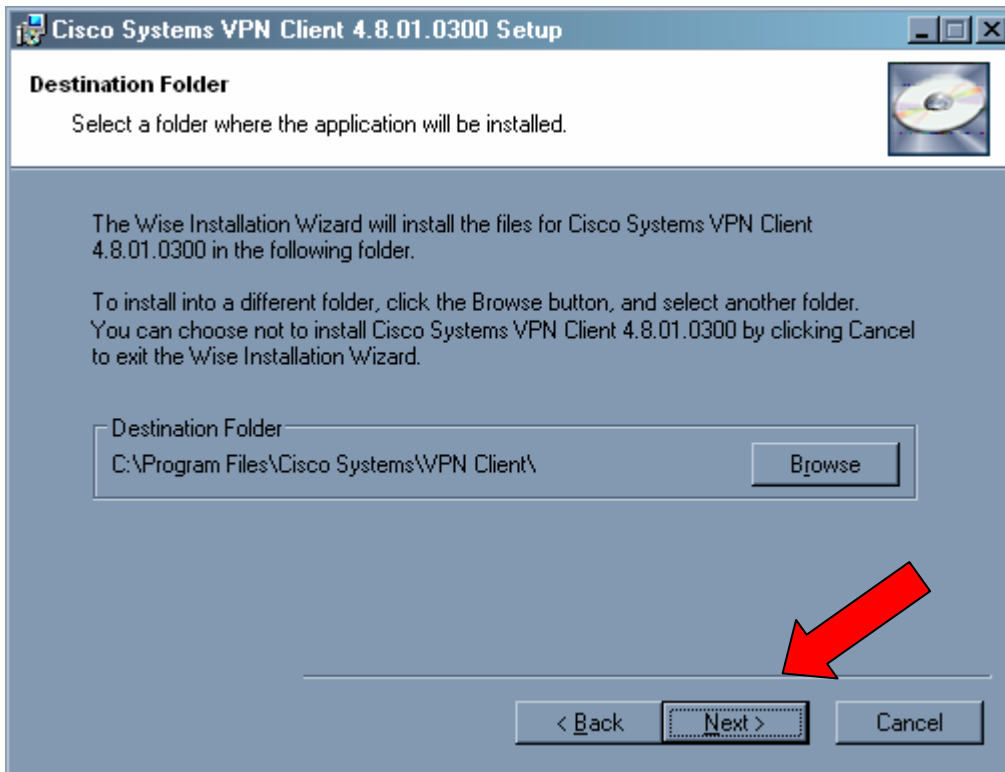 Cisco Systems VPN Client 4.8.01.0300 Setup
Destination Folder
Select a folder where the application will be installed.
The Wise Installation Wizard will install the files for Cisco Systems VPN Client
4.8.01.0300 in the following folder.
To install into a different folder, click the Browse button, and select another folder.
You can choose not to install Cisco Systems VPN Client 4.8.01.0300 by clicking Cancel
to exit the Wise Installation Wizard.
Destination Folder
C:\Program Files\Cisco Systems\VPN Client\
Browse
< Back
Next >
Cancel